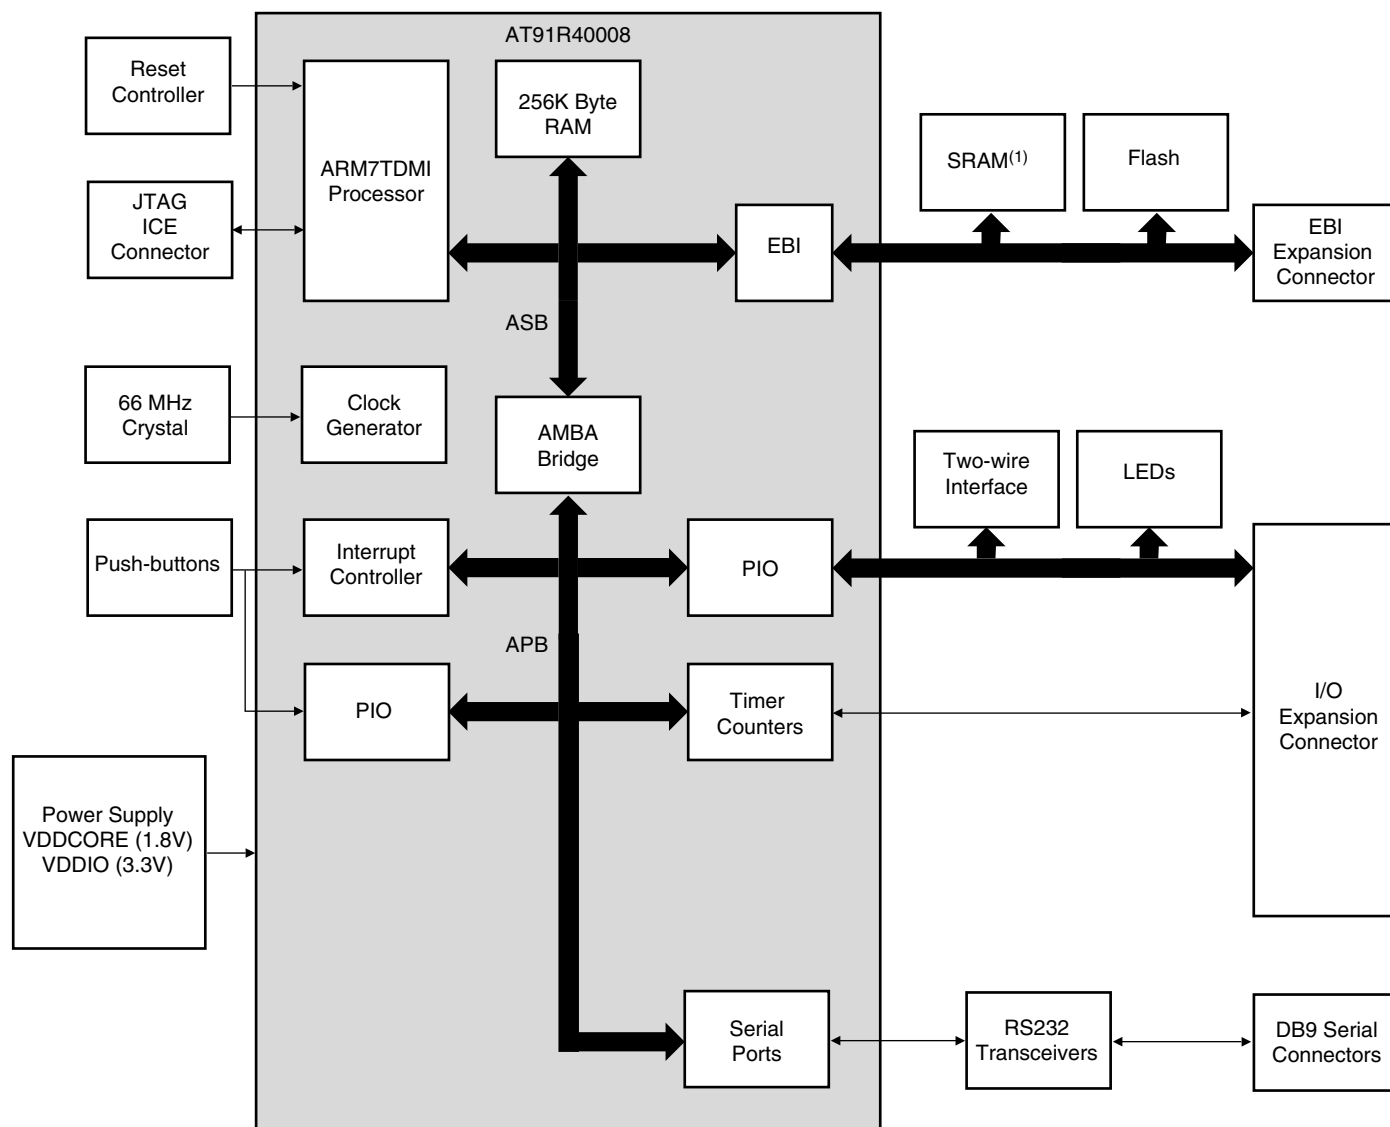 AT91R40008
Reset
Controller
256K Byte
RAM
ARM7TDMI
Processor
SRAM(1)
Flash
JTAG
ICE
Connector
EBI
EBI
Expansion
Connector
ASB
66 MHz
Crystal
Clock
Generator
AMBA
Bridge
Two-wire
Interface
LEDs
Push-buttons
Interrupt
Controller
PIO
APB
PIO
Timer
Counters
I/O
Expansion
Connector
Power Supply
VDDCORE (1.8V)
VDDIO (3.3V)
Serial
Ports
RS232
Transceivers
DB9 Serial
Connectors